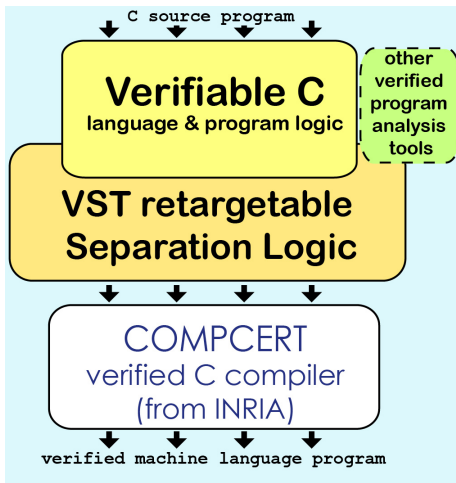 C source program
Verifiable C
language & program logic
other
verified
program
analysis
tools
VST retargetable
Separation Logic
COMPCERT
verified C compiler
(from INRIA)
verified machine language program